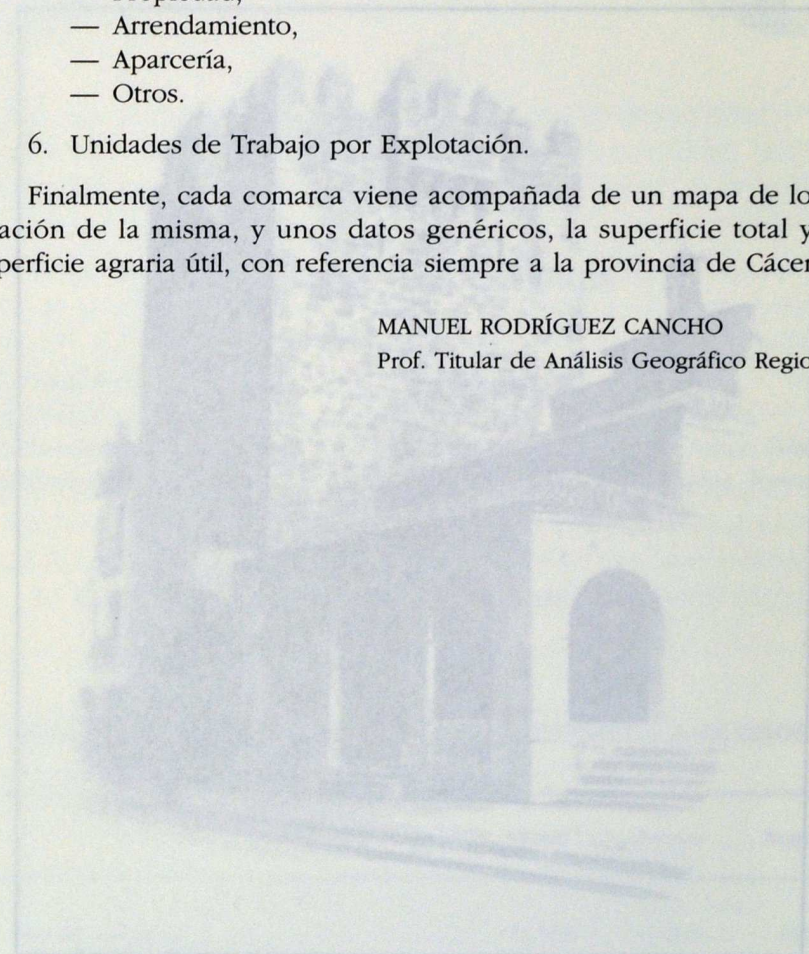 — Arrendamiento,
— Aparcería,
— Otros.
6. Unidades de Trabajo por Explotación.
Finalmente, cada comarca viene acompañada de un mapa de lo
ación de la misma, y unos datos genéricos, la superficie total y
perficie agraria útil, con referencia siempre a la provincia de Cácer
MANUEL RODRÍGUEZ CANCHO
Prof. Titular de Análisis Geográfico Regio